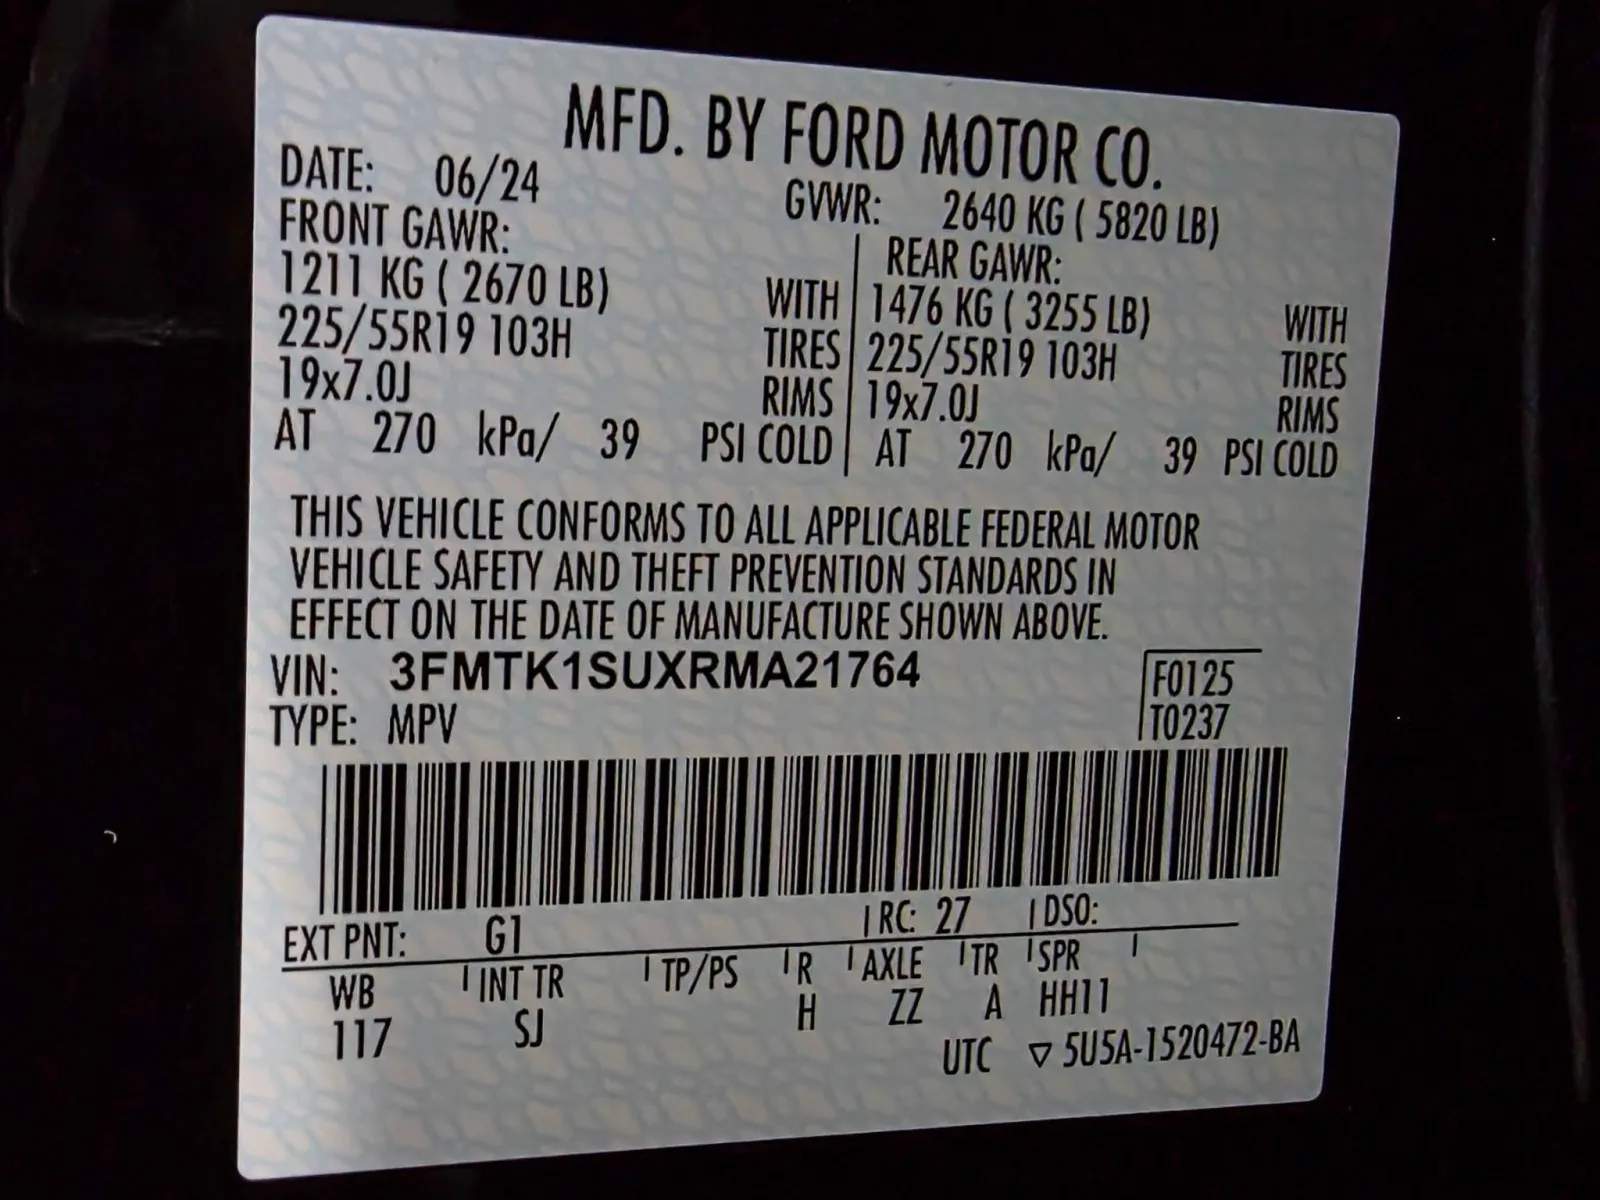 MFD. BY FORD MOTOR CO.
DATE: 06/24 GVWR: 2640 KG ( 5820 LB)
FRONT GAWR: REAR GAWR:
1211 KG ( 2670 LB) WITH 1476 KG ( 3255 LB) WITH
225/55R19 103H TIRES 225/55R19 103H TIRES
19x7.0J RIMS 19x7.0J RIMS
AT 270 kPa/ 39 PSI COLD AT 270 kPa/ 39 PSI COLD
THIS VEHICLE CONFORMS TO ALL APPLICABLE FEDERAL MOTOR
VEHICLE SAFETY AND THEFT PREVENTION STANDARDS IN
EFFECT ON THE DATE OF MANUFACTURE SHOWN ABOVE.
VIN: 3FMTK1SUXRMA21764 F0125
TYPE: MPV T0237
EXT PNT: G1 RC: 27 DSO:
WB INT TR TP/PS R AXLE TR SPR
117 SJ H ZZ A HH11
UTC ▽ 5U5A-1520472-BA